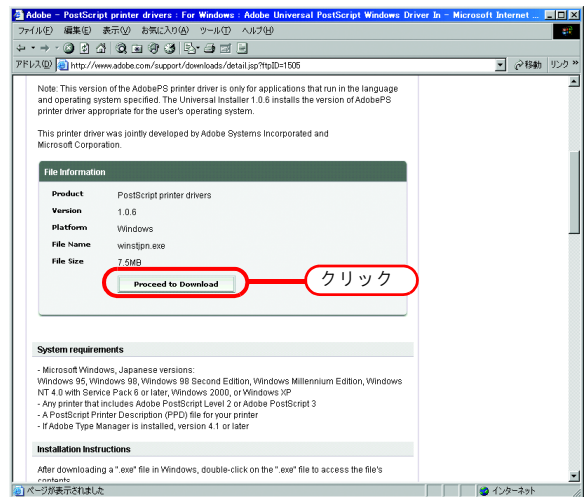 Adobe - PostScript printer drivers : For Windows : Adobe Universal PostScript Windows Driver In - Microsoft Internet ...
ファイル(F) 編集(E) 表示(V) お気に入り(A) ツール(T) ヘルプ(H)
アドレス(D) http://www.adobe.com/support/downloads/detail.jsp?ftpID=1505 移動 リンク »
Note: This version of the AdobePS printer driver is only for applications that run in the language
and operating system specified. The Universal Installer 1.0.6 installs the version of AdobePS
printer driver appropriate for the user's operating system.
This printer driver was jointly developed by Adobe Systems Incorporated and
Microsoft Corporation.
File Information
Product PostScript printer drivers
Version 1.0.6
Platform Windows
File Name winstjpn.exe
File Size 7.5MB
Proceed to Download クリック
System requirements
- Microsoft Windows, Japanese versions:
Windows 95, Windows 98, Windows 98 Second Edition, Windows Millennium Edition, Windows
NT 4.0 with Service Pack 6 or later, Windows 2000, or Windows XP
- Any printer that includes Adobe PostScript Level 2 or Adobe PostScript 3
- A PostScript Printer Description (PPD) file for your printer
- If Adobe Type Manager is installed, version 4.1 or later
Installation Instructions
After downloading a ".exe" file in Windows, double-click on the ".exe" file to access the file's
contents
ページが表示されました インターネット